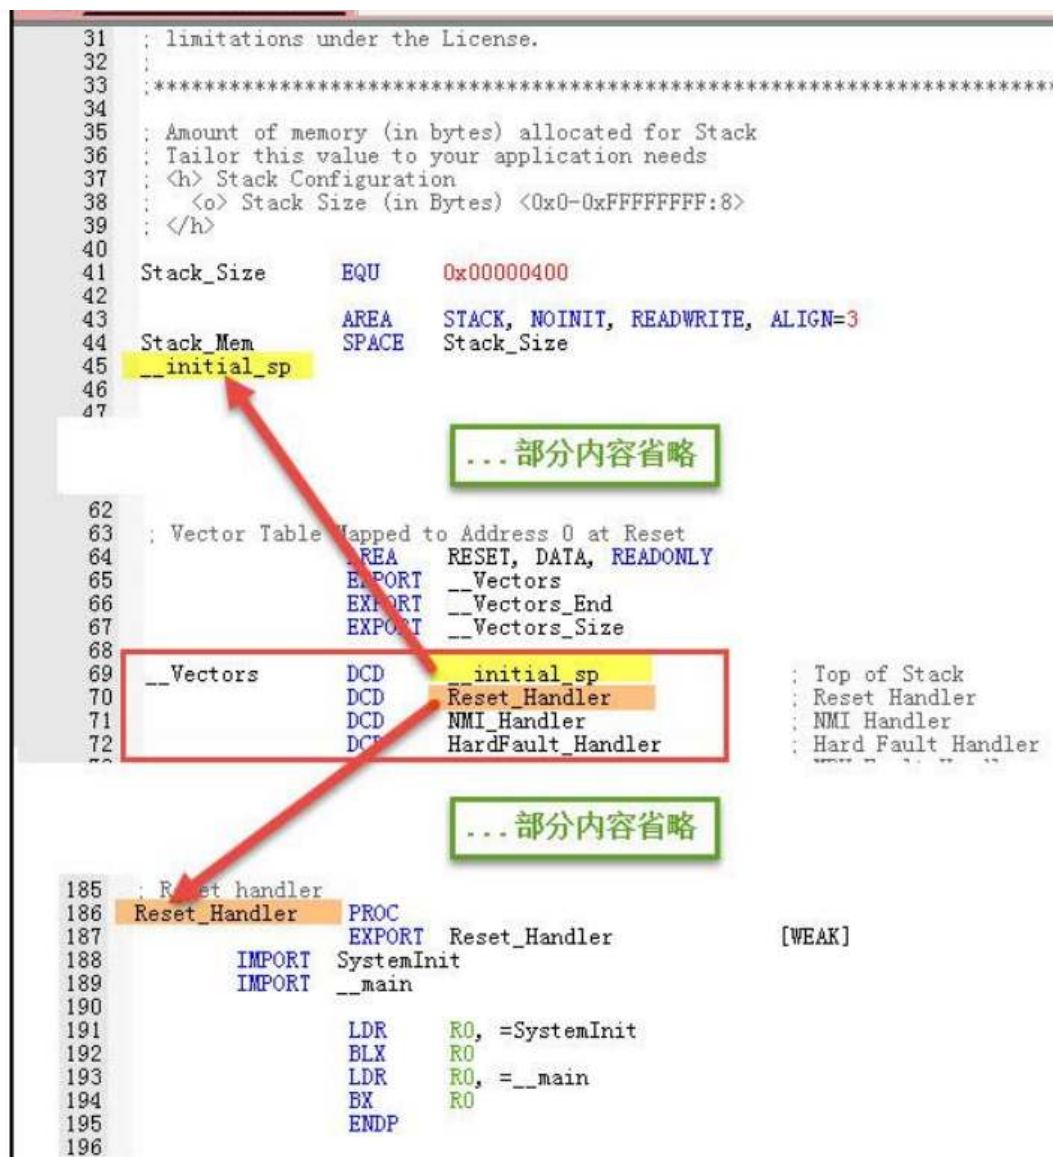 31 ; limitations under the License.
32 ;
33 ;*************************************************************************
34
35 ; Amount of memory (in bytes) allocated for Stack
36 ; Tailor this value to your application needs
37 ; <h> Stack Configuration
38 ; <o> Stack Size (in Bytes) <0x0-0xFFFFFFFF:8>
39 ; </h>
40
41 Stack_Size EQU 0x00000400
42
43 AREA STACK, NOINIT, READWRITE, ALIGN=3
44 Stack_Mem SPACE Stack_Size
45 __initial_sp
46
47
...部分内容省略
62
63 ; Vector Table Mapped to Address 0 at Reset
64 AREA RESET, DATA, READONLY
65 EXPORT __Vectors
66 EXPORT __Vectors_End
67 EXPORT __Vectors_Size
68
69 __Vectors DCD __initial_sp ; Top of Stack
70 DCD Reset_Handler ; Reset Handler
71 DCD NMI_Handler ; NMI Handler
72 DCD HardFault_Handler ; Hard Fault Handler
...部分内容省略
185 ; Reset handler
186 Reset_Handler PROC
187 EXPORT Reset_Handler [WEAK]
188 IMPORT SystemInit
189 IMPORT __main
190
191 LDR R0, =SystemInit
192 BLX R0
193 LDR R0, =__main
194 BX R0
195 ENDP
196